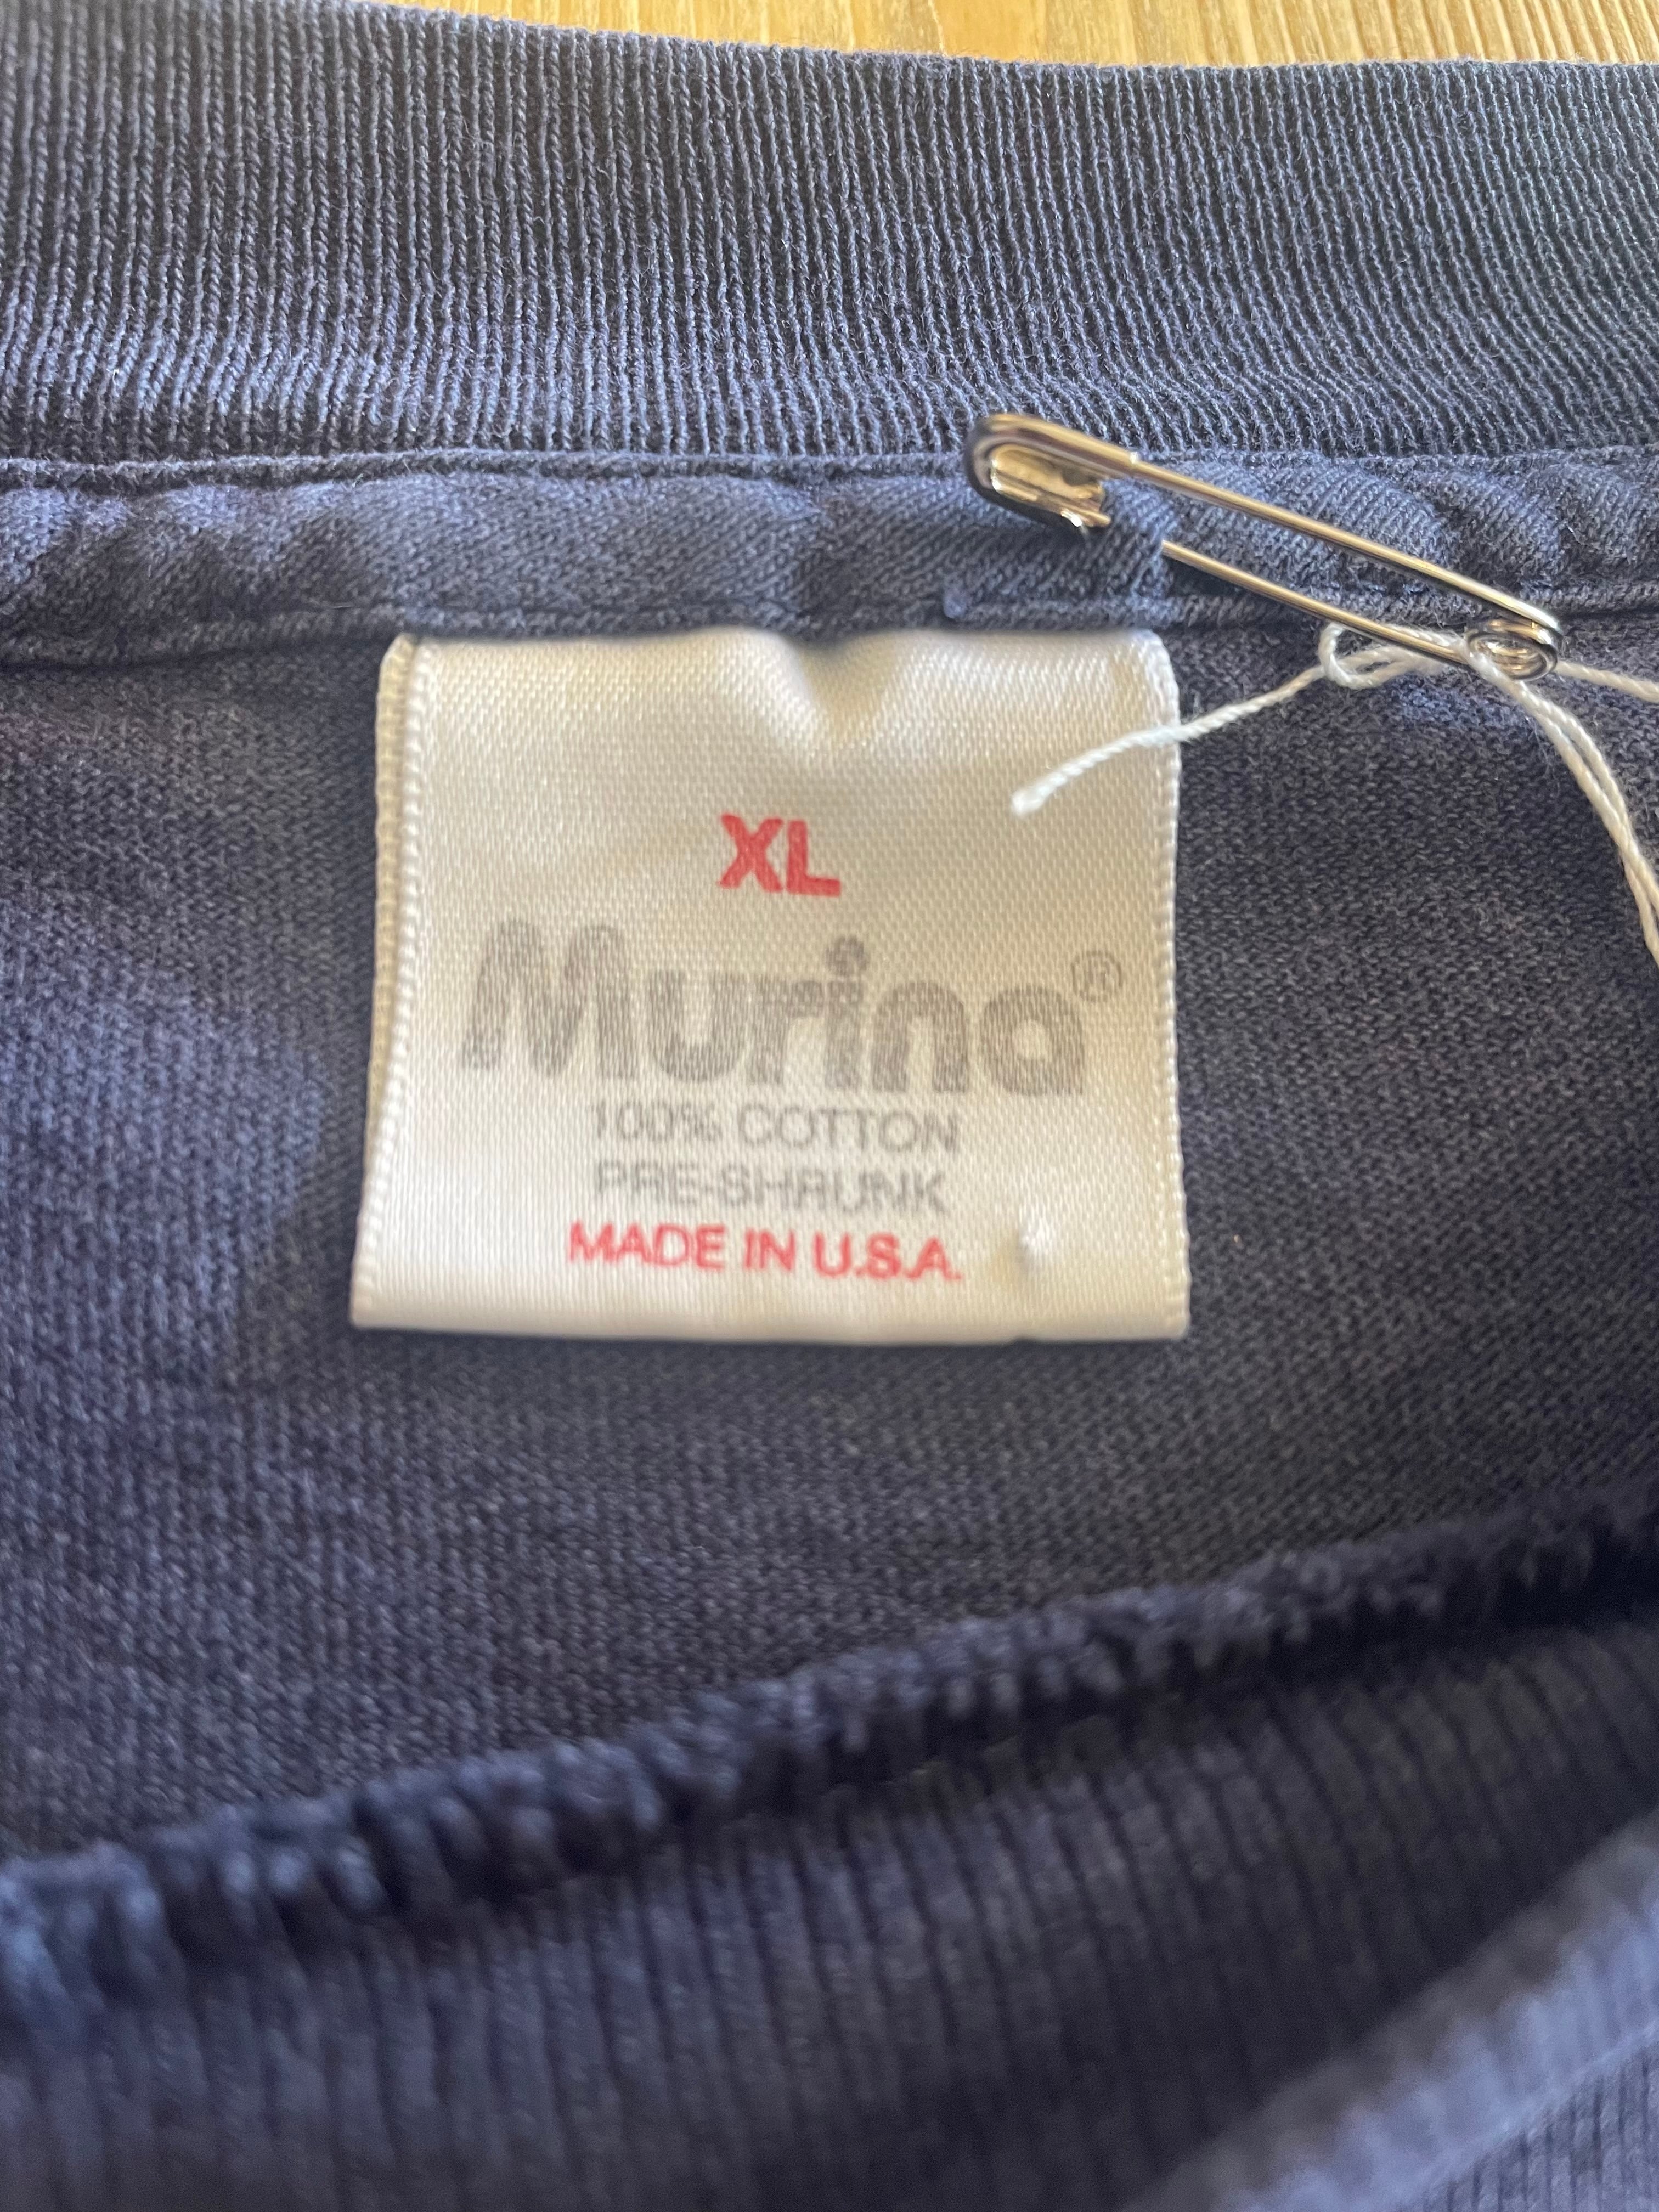 XL
Murina®
100% COTTON
PRE-SHRUNK
MADE IN U.S.A.